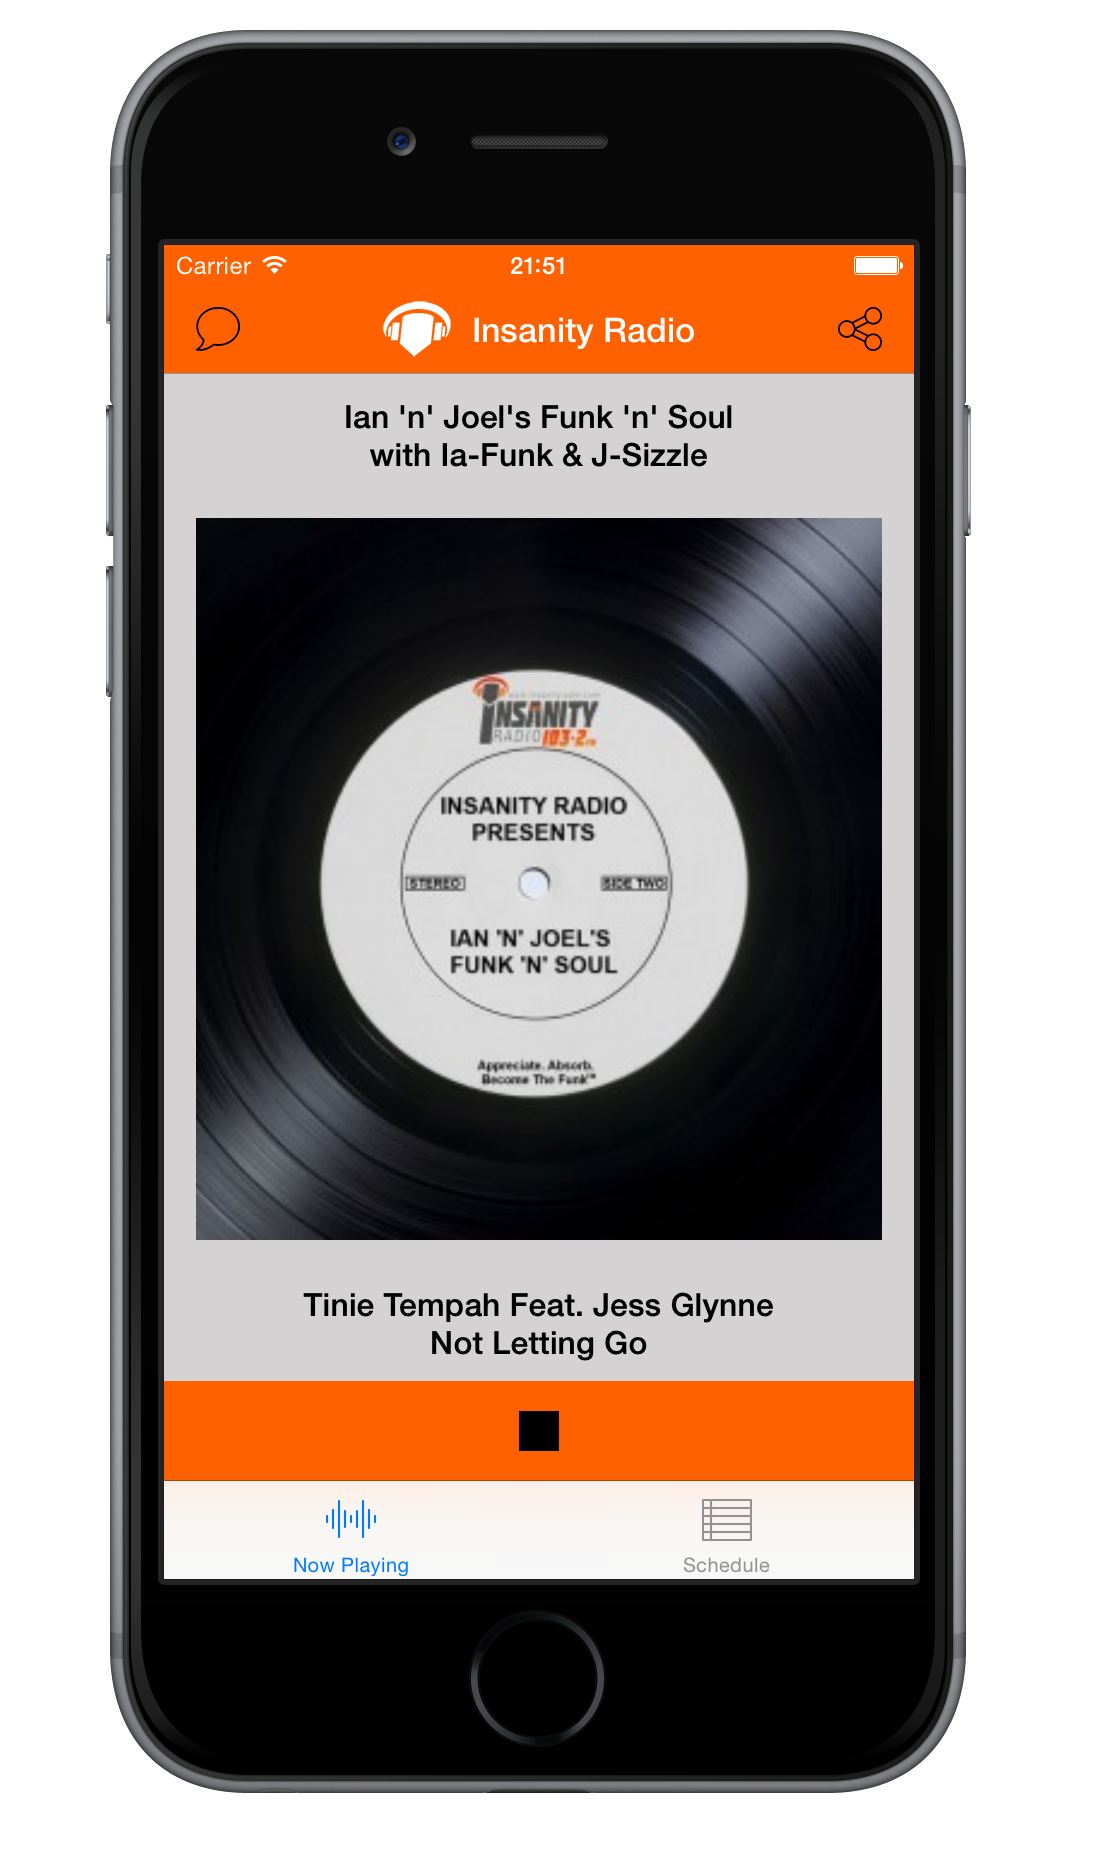 Carrier 21:51
Insanity Radio
Ian 'n' Joel's Funk 'n' Soul
with Ia-Funk & J-Sizzle
INSANITY
RADIO 103.2 FM
INSANITY RADIO
PRESENTS
STEREO SIDE TWO
IAN 'N' JOEL'S
FUNK 'N' SOUL
Appreciate. Absorb.
Become The Funk™
Tinie Tempah Feat. Jess Glynne
Not Letting Go
Now Playing Schedule